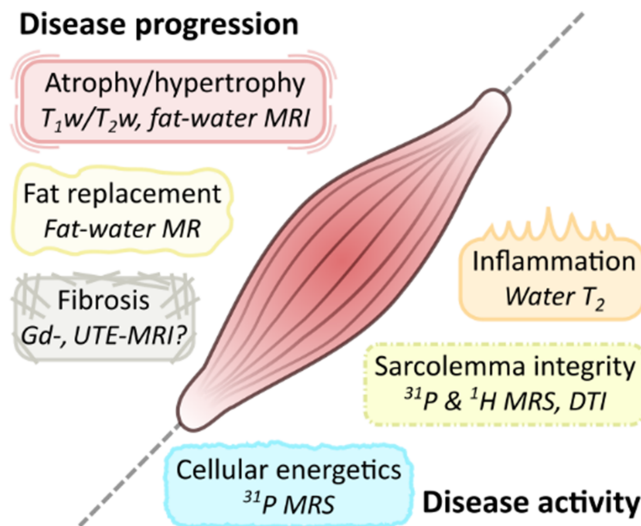 Disease progression
Atrophy/hypertrophy
T₁w/T₂w, fat-water MRI
Fat replacement
Fat-water MR
Fibrosis
Gd-, UTE-MRI?
Inflammation
Water T₂
Sarcolemma integrity
³¹P & ¹H MRS, DTI
Cellular energetics
³¹P MRS
Disease activity